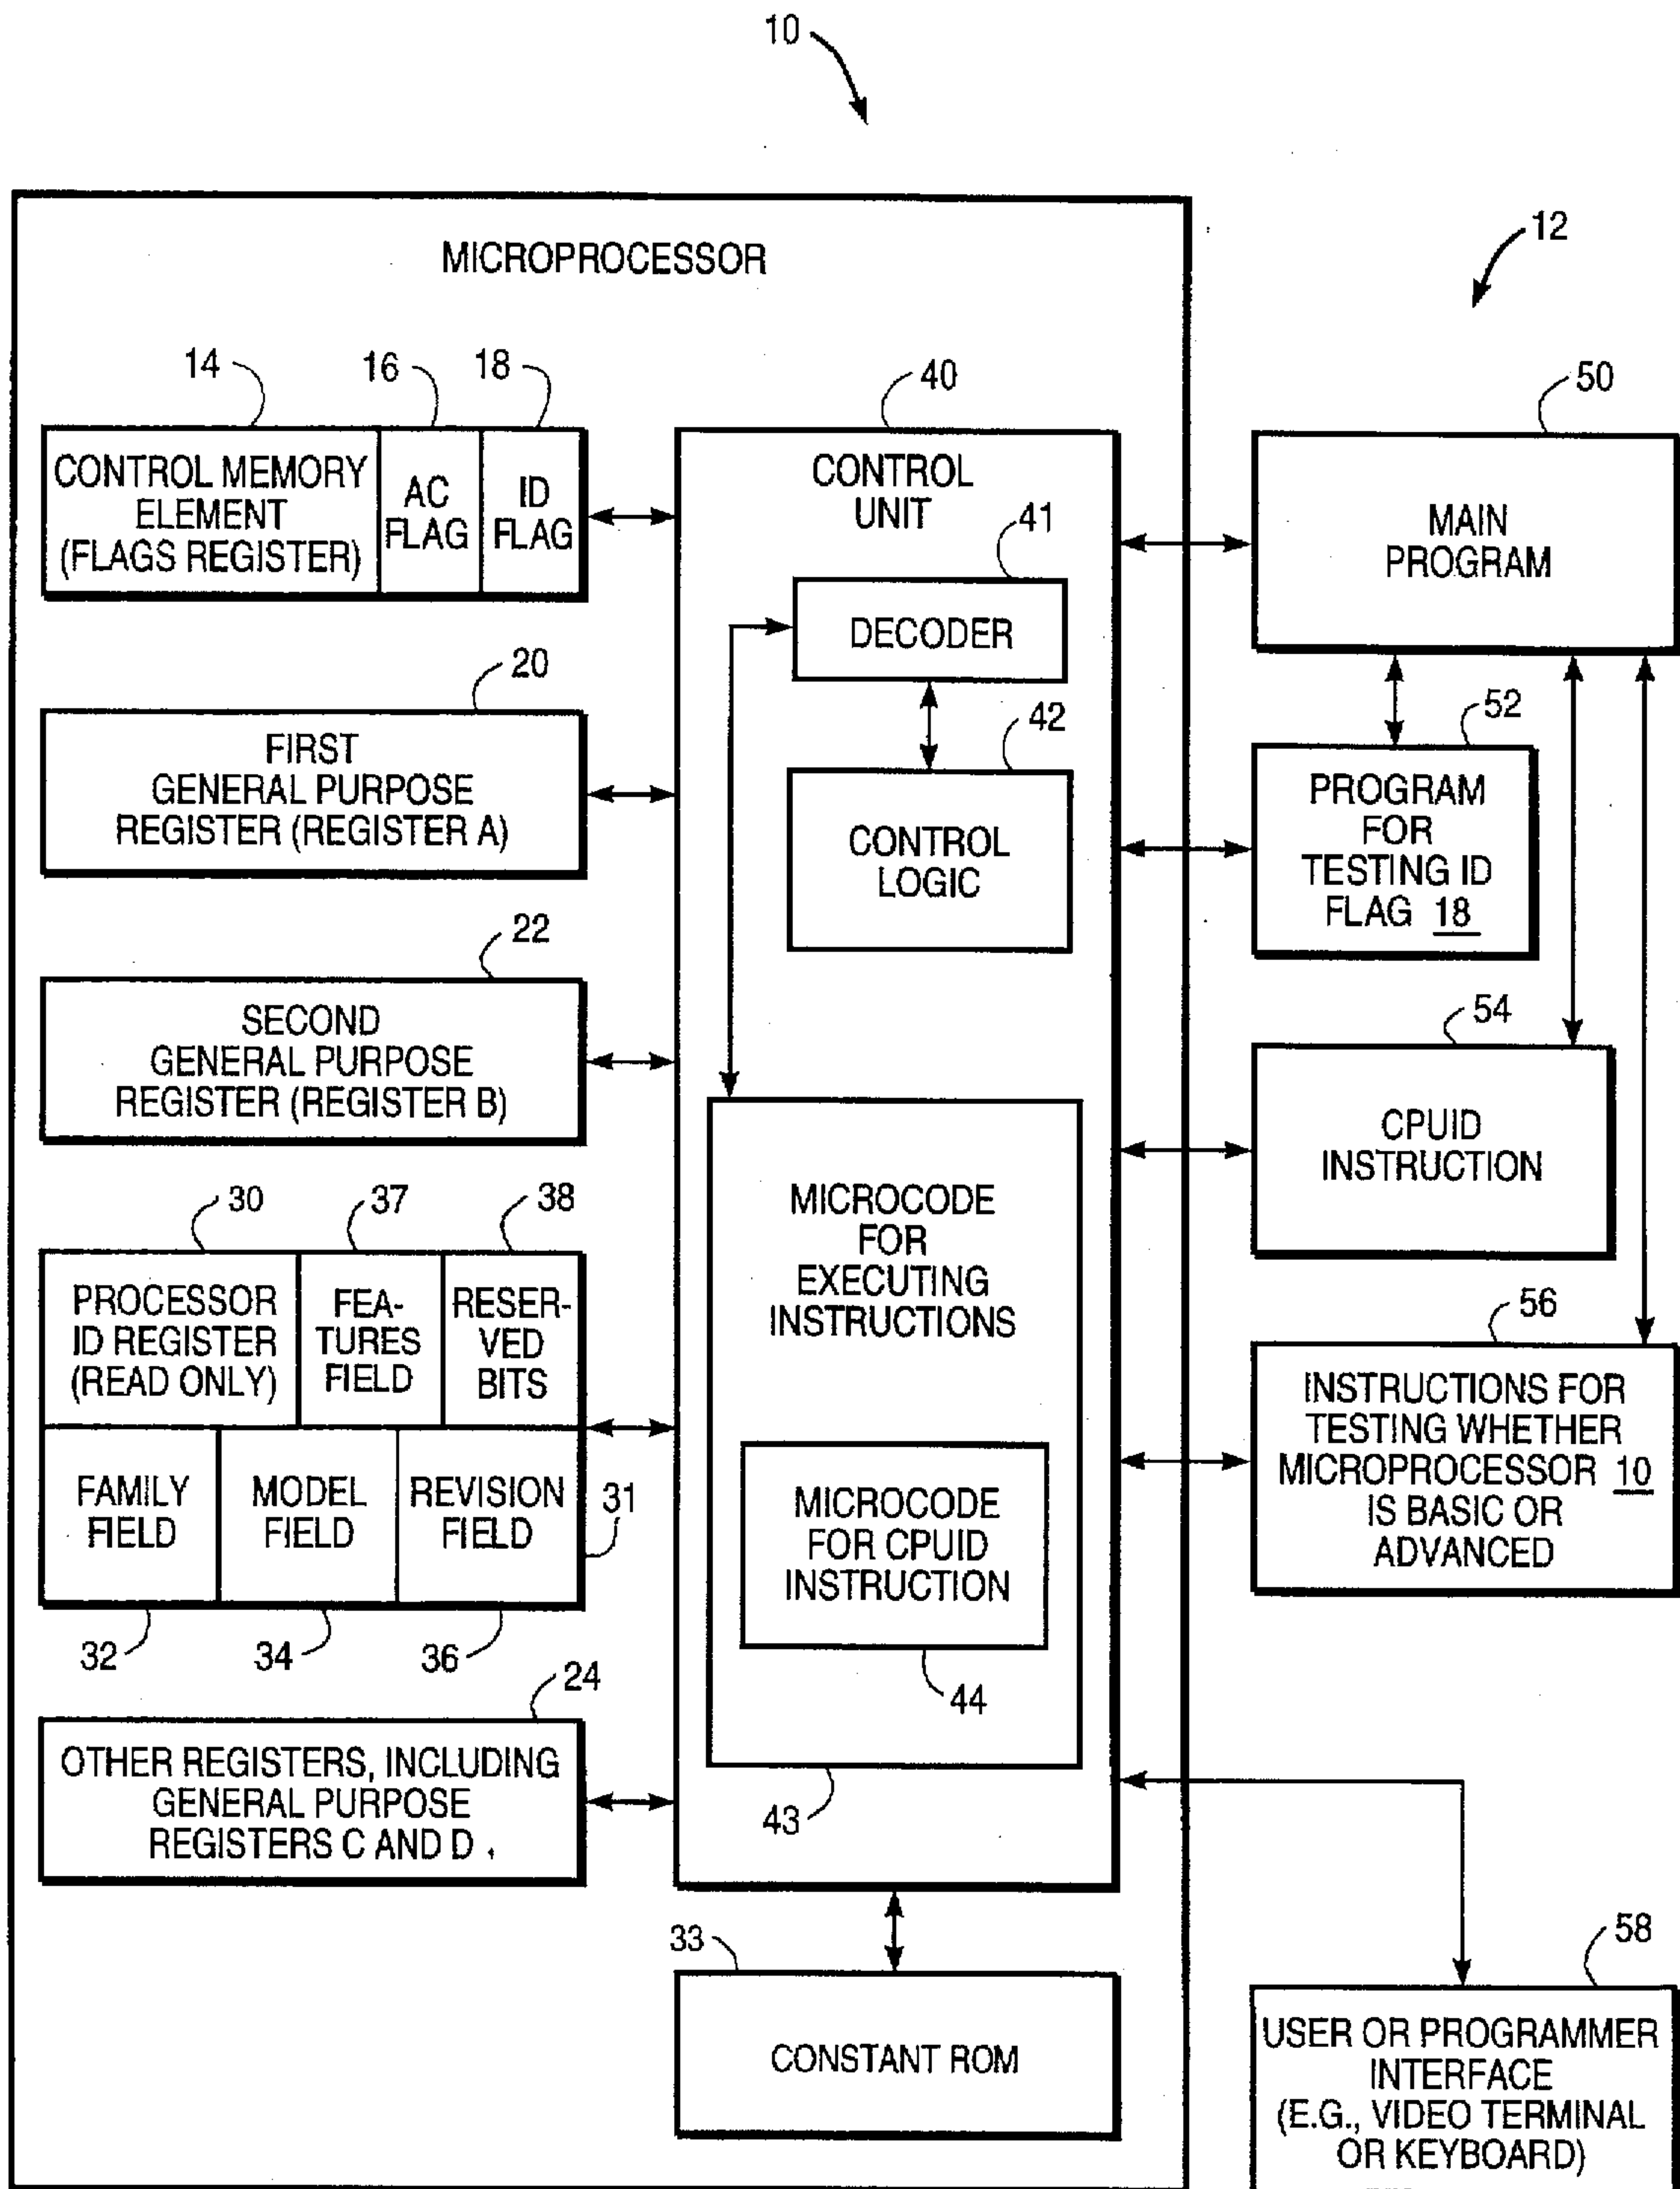 10
12
MICROPROCESSOR
14
16
18
40
50
CONTROL MEMORY
ELEMENT
(FLAGS REGISTER)
AC
FLAG
ID
FLAG
CONTROL
UNIT
41
DECODER
MAIN
PROGRAM
20
FIRST
GENERAL PURPOSE
REGISTER (REGISTER A)
42
CONTROL
LOGIC
52
PROGRAM
FOR
TESTING ID
FLAG 18
22
SECOND
GENERAL PURPOSE
REGISTER (REGISTER B)
54
CPUID
INSTRUCTION
30
37
38
PROCESSOR
ID REGISTER
(READ ONLY)
FEA-
TURES
FIELD
RESER-
VED
BITS
MICROCODE
FOR
EXECUTING
INSTRUCTIONS
56
INSTRUCTIONS FOR
TESTING WHETHER
MICROPROCESSOR 10
IS BASIC OR
ADVANCED
FAMILY
FIELD
MODEL
FIELD
REVISION
FIELD
31
MICROCODE
FOR CPUID
INSTRUCTION
32
34
36
44
24
OTHER REGISTERS, INCLUDING
GENERAL PURPOSE
REGISTERS C AND D .
43
33
CONSTANT ROM
58
USER OR PROGRAMMER
INTERFACE
(E.G., VIDEO TERMINAL
OR KEYBOARD)